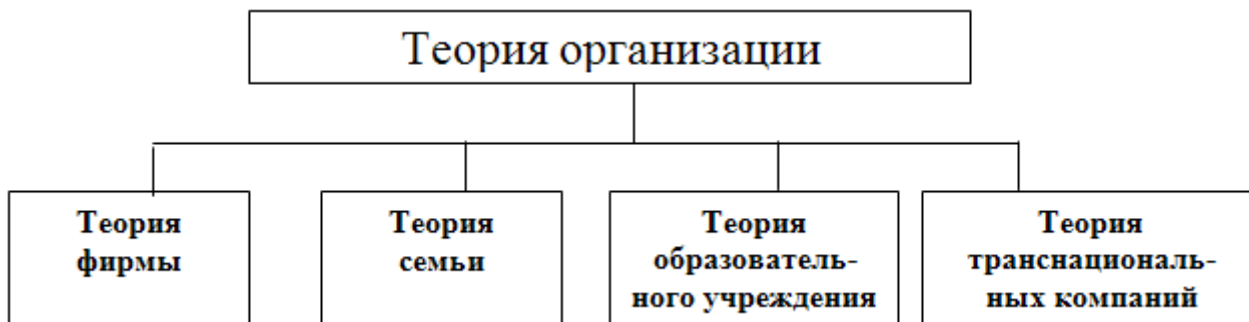 Теория организации
Теория
фирмы
Теория
семьи
Теория
образователь-
ного учреждения
Теория
транснациональ-
ных компаний